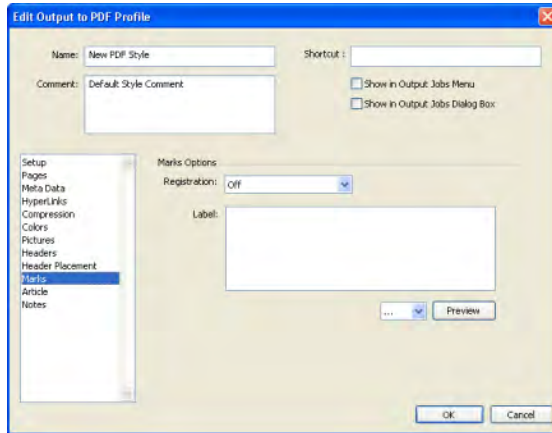 Edit Output to PDF Profile
Name: New PDF Style
Shortcut :
Comment: Default Style Comment
Show in Output Jobs Menu
Show in Output Jobs Dialog Box
Setup
Pages
Meta Data
HyperLinks
Compression
Colors
Pictures
Headers
Header Placement
Marks
Article
Notes
Marks Options
Registration: Off
Label:
... Preview
OK Cancel